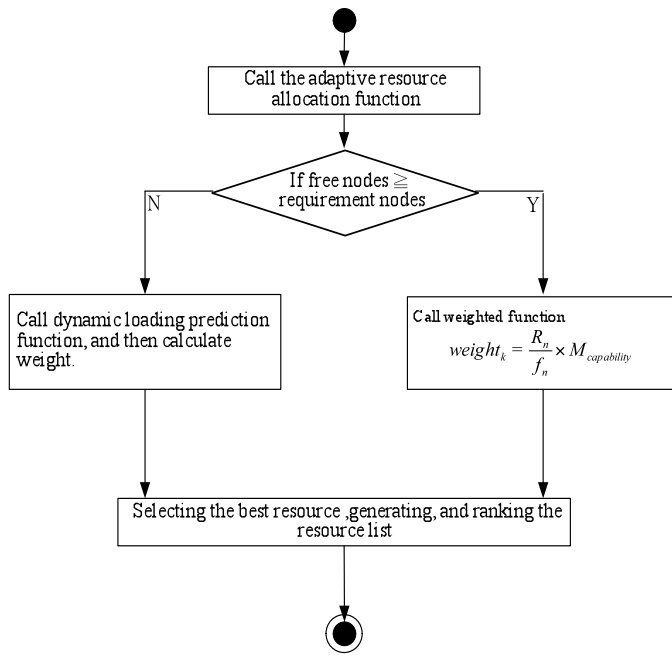 Call the adaptive resource
allocation function
If free nodes ≧
requirement nodes
N
Y
Call dynamic loading prediction
function, and then calculate
weight.
Call weighted function
weight_k = R_n / f_n × M_capability
Selecting the best resource ,generating, and ranking the
resource list